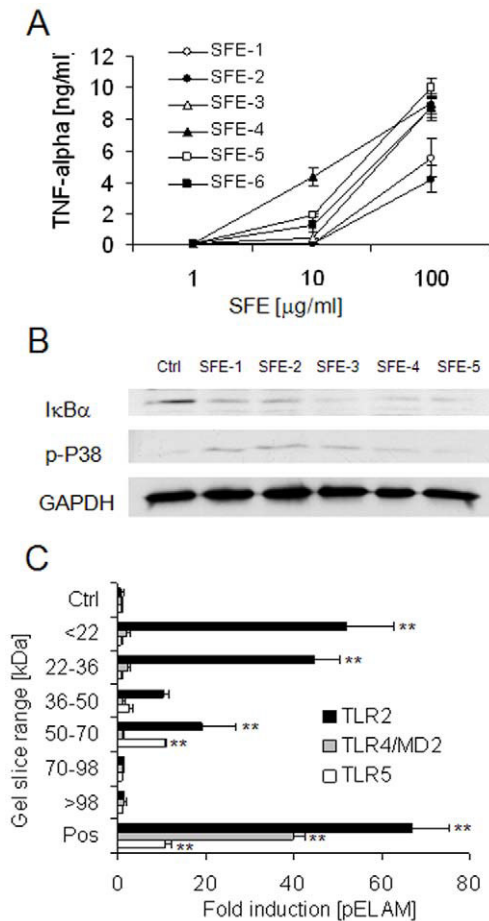 A
TNF-alpha [ng/ml]
12
10
8
6
4
2
0
SFE-1
SFE-2
SFE-3
SFE-4
SFE-5
SFE-6
1 10 100
SFE [µg/ml]
B
Ctrl SFE-1 SFE-2 SFE-3 SFE-4 SFE-5
IκBα
p-P38
GAPDH
C
Gel slice range [kDa]
Ctrl
<22 **
22-36 **
36-50
50-70 **
**
70-98
>98
Pos **
**
**
TLR2
TLR4/MD2
TLR5
0 20 40 60 80
Fold induction [pELAM]